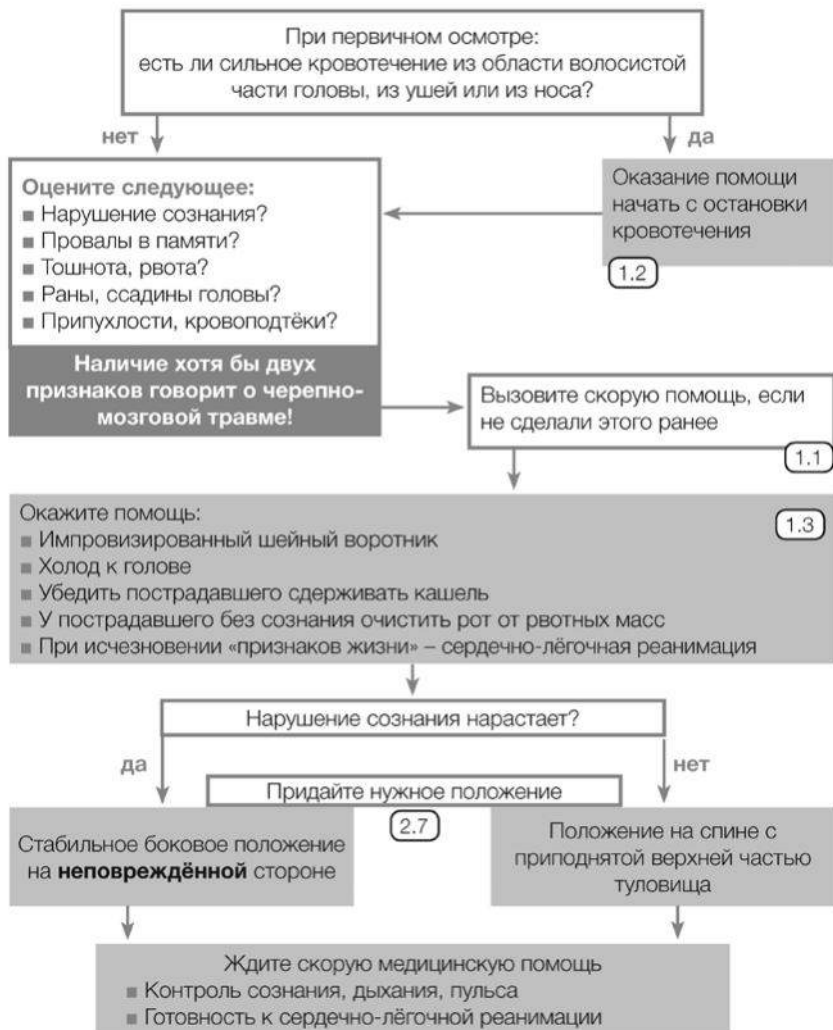 При первичном осмотре:
есть ли сильное кровотечение из области волосистой
части головы, из ушей или из носа?
нет
да
Оцените следующее:
■ Нарушение сознания?
■ Провалы в памяти?
■ Тошнота, рвота?
■ Раны, ссадины головы?
■ Припухлости, кровоподтёки?
Наличие хотя бы двух
признаков говорит о черепно-
мозговой травме!
Оказание помощи
начать с остановки
кровотечения
1.2
Вызовите скорую помощь, если
не сделали этого ранее
1.1
Окажите помощь:
1.3
■ Импровизированный шейный воротник
■ Холод к голове
■ Убедить пострадавшего сдерживать кашель
■ У пострадавшего без сознания очистить рот от рвотных масс
■ При исчезновении «признаков жизни» – сердечно-лёгочная реанимация
Нарушение сознания нарастает?
да
нет
Придайте нужное положение
2.7
Стабильное боковое положение
на неповреждённой стороне
Положение на спине с
приподнятой верхней частью
туловища
Ждите скорую медицинскую помощь
■ Контроль сознания, дыхания, пульса
■ Готовность к сердечно-лёгочной реанимации